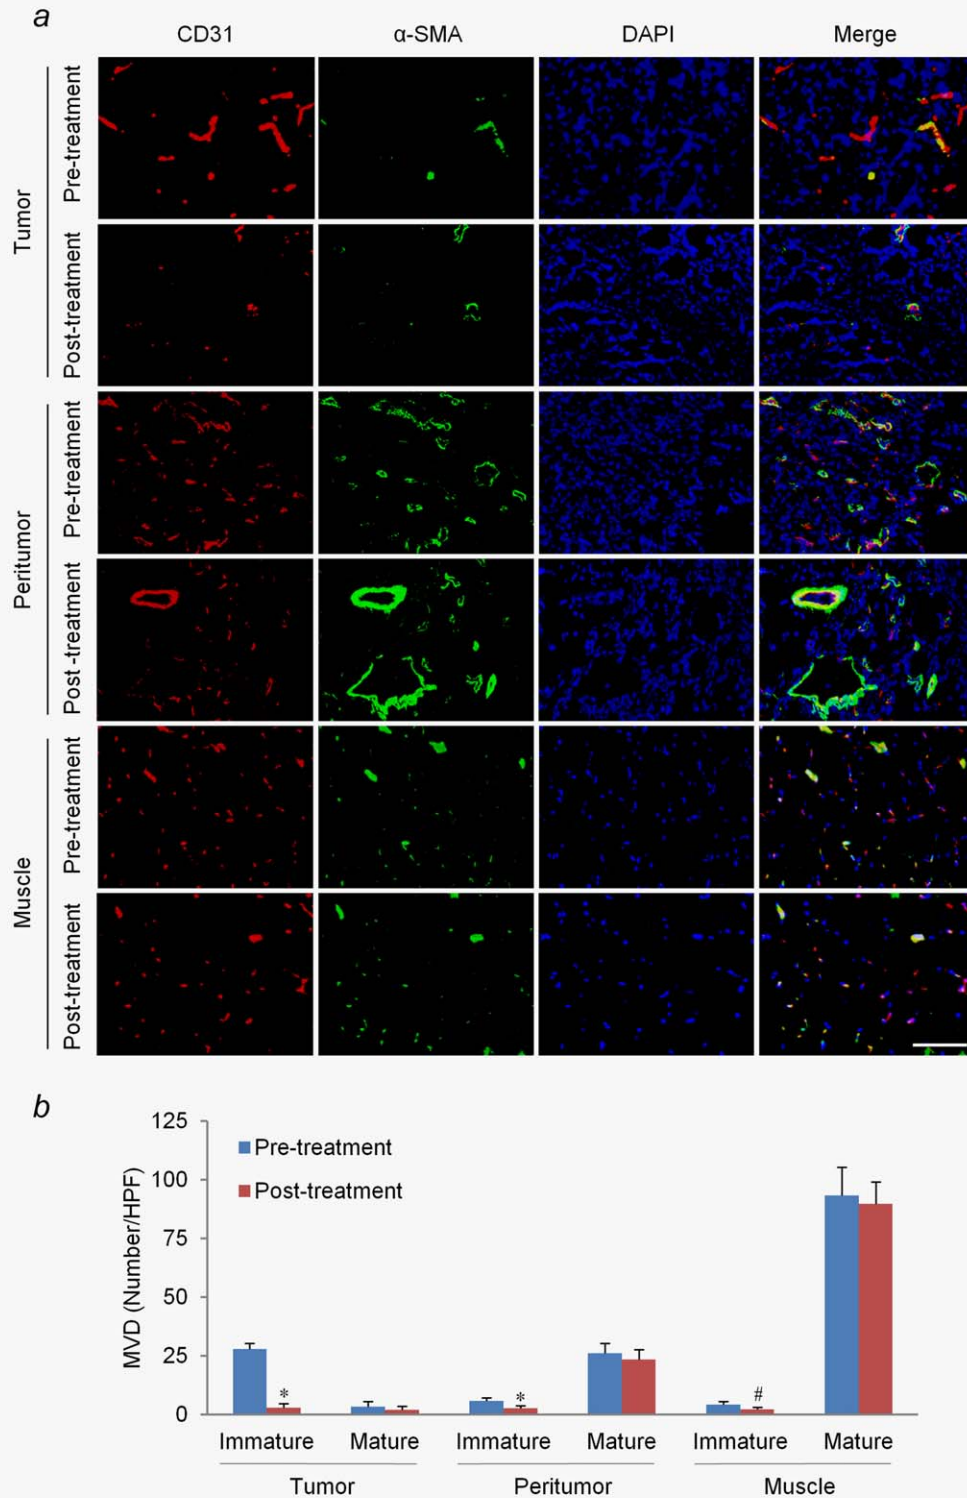 a
CD31 α-SMA DAPI Merge
Tumor
Pre-treatment
Post-treatment
Peritumor
Pre-treatment
Post -treatment
Muscle
Pre-treatment
Post-treatment
b
MVD (Number/HPF)
125
100
75
50
25
0
Pre-treatment
Post-treatment
* * #
Immature Mature Immature Mature Immature Mature
Tumor Peritumor Muscle